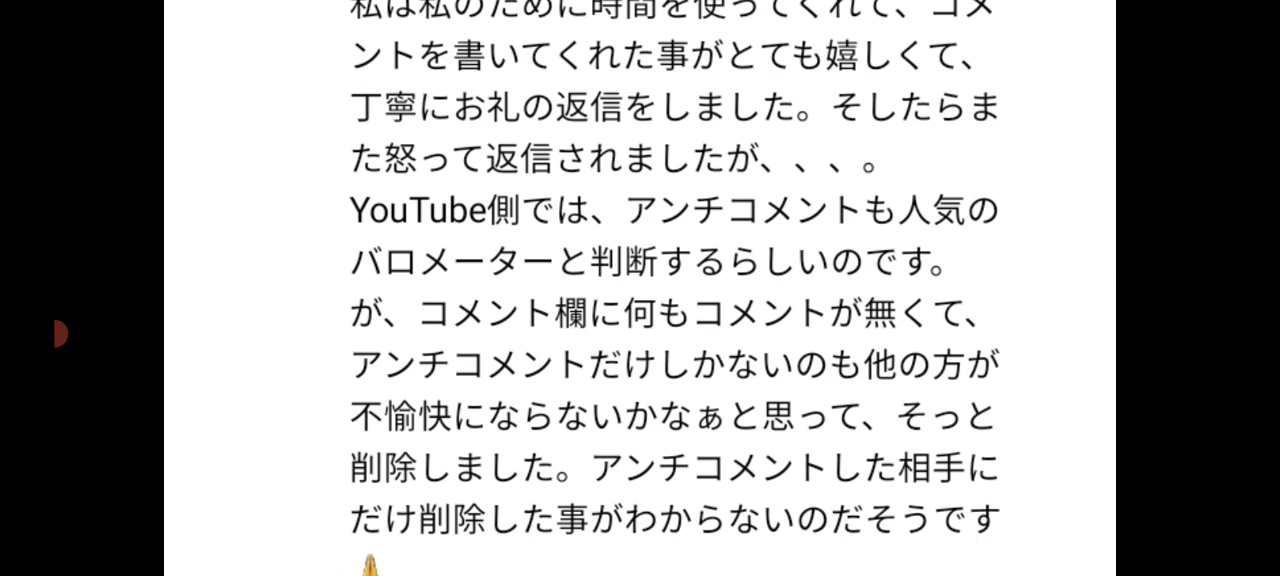 私は私のために時間を使ってくれて、コメ
ントを書いてくれた事がとても嬉しくて、
丁寧にお礼の返信をしました。そしたらま
た怒って返信されましたが、、、。
YouTube側では、アンチコメントも人気の
バロメーターと判断するらしいのです。
が、コメント欄に何もコメントが無くて、
アンチコメントだけしかないのも他の方が
不愉快にならないかなぁと思って、そっと
削除しました。アンチコメントした相手に
だけ削除した事がわからないのだそうです